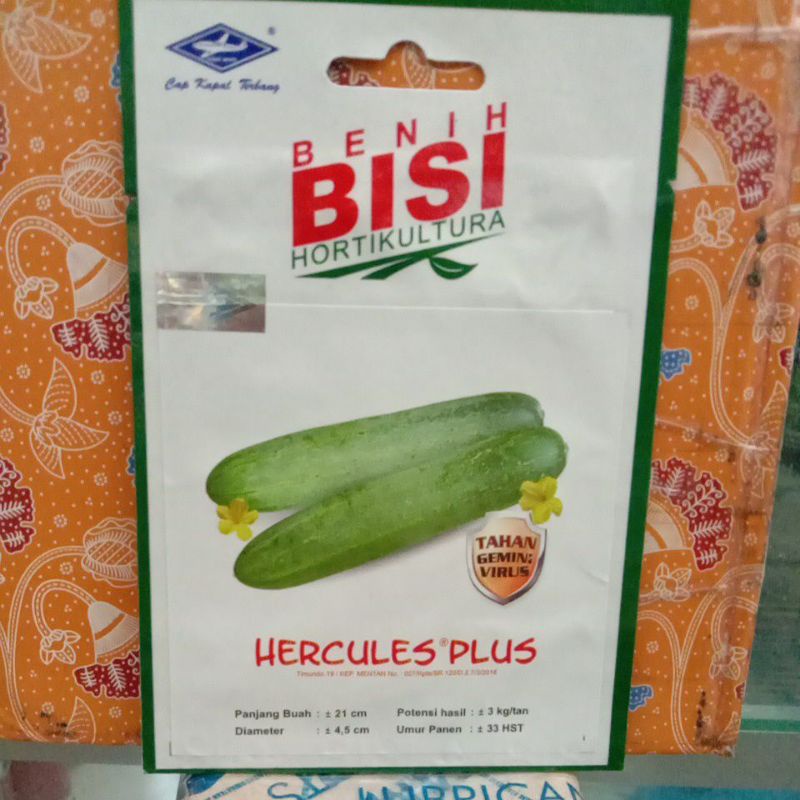 Cap Kapal Terbang
BENIH
BISI
HORTIKULTURA
TAHAN
GEMINI
VIRUS
HERCULES® PLUS
Panjang Buah : ± 21 cm
Diameter : ± 4,5 cm
Potensi hasil : ± 3 kg/tan
Umur Panen : ± 33 HST